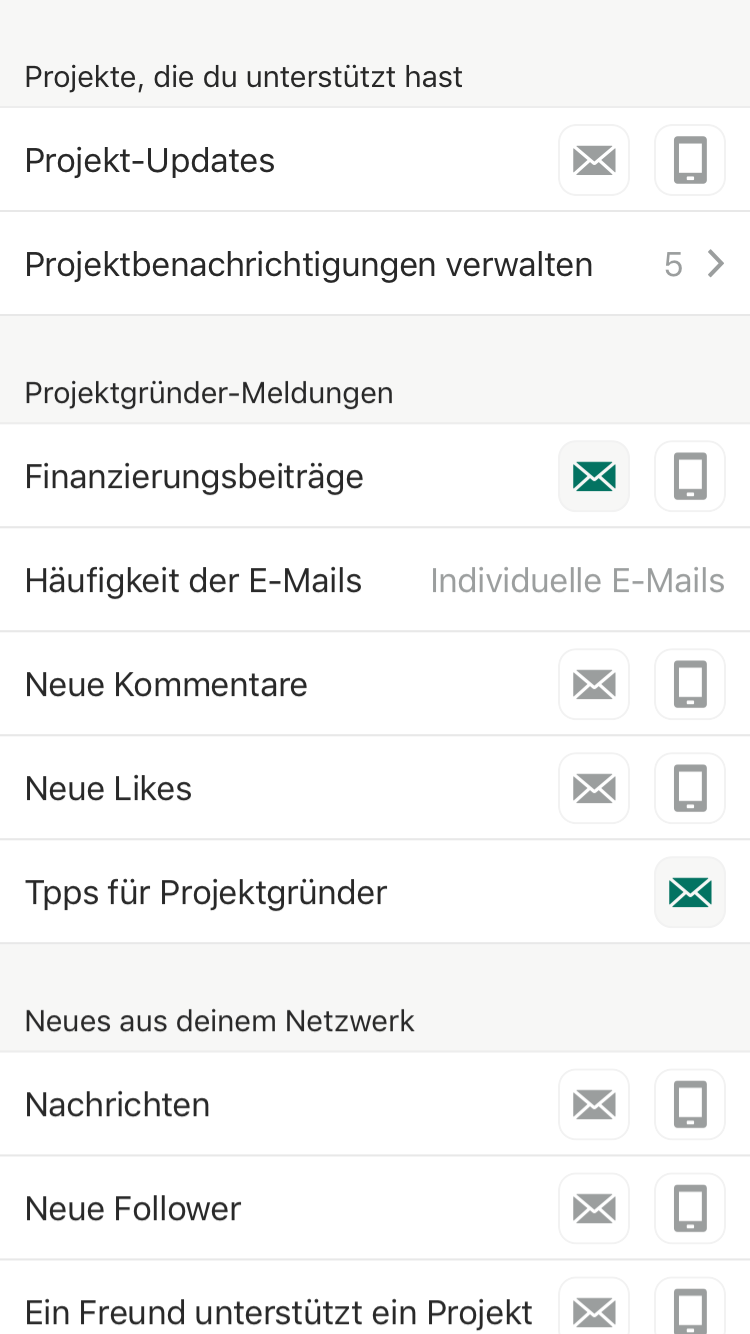 Projekte, die du unterstützt hast
Projekt-Updates
Projektbenachrichtigungen verwalten 5
Projektgründer-Meldungen
Finanzierungsbeiträge
Häufigkeit der E-Mails Individuelle E-Mails
Neue Kommentare
Neue Likes
Tpps für Projektgründer
Neues aus deinem Netzwerk
Nachrichten
Neue Follower
Ein Freund unterstützt ein Projekt